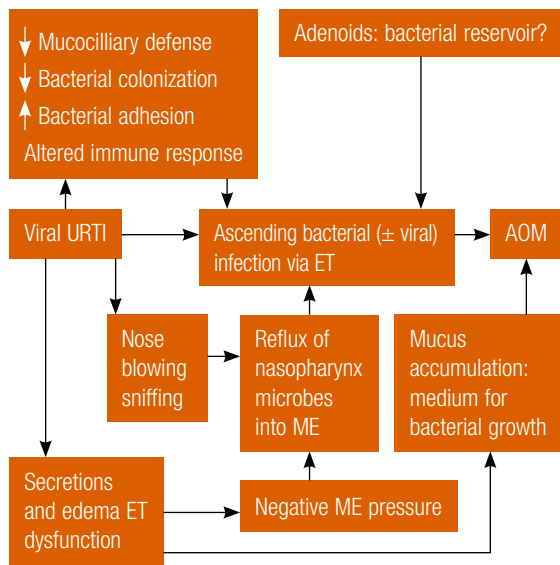 ↓ Mucocilliary defense
↓ Bacterial colonization
↑ Bacterial adhesion
Altered immune response
Adenoids: bacterial reservoir?
Viral URTI
Ascending bacterial (± viral)
infection via ET
AOM
Nose
blowing
sniffing
Reflux of
nasopharynx
microbes
into ME
Mucus
accumulation:
medium for
bacterial growth
Secretions
and edema ET
dysfunction
Negative ME pressure